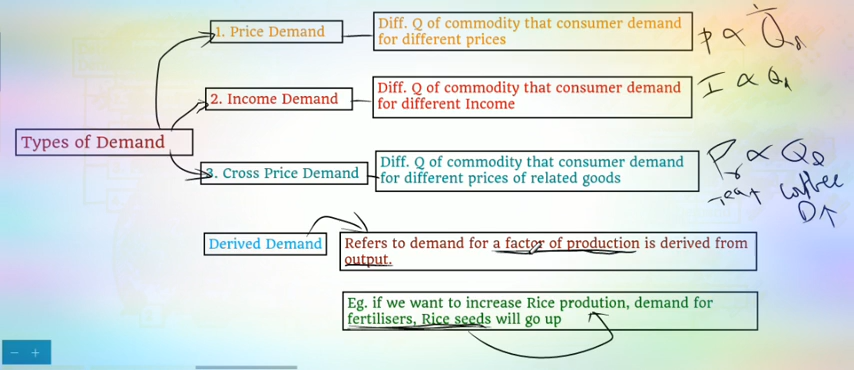 1. Price Demand
Diff. Q of commodity that consumer demand
for different prices
2. Income Demand
Diff. Q of commodity that consumer demand
for different Income
I ∝ Qd
Types of Demand
3. Cross Price Demand
Diff. Q of commodity that consumer demand
for different prices of related goods
Pr ∝ Qd
Tea↑ coffee
D↑
Derived Demand
Refers to demand for a factor of production is derived from
output.
Eg. if we want to increase Rice prodution, demand for
fertilisers, Rice seeds will go up
− +